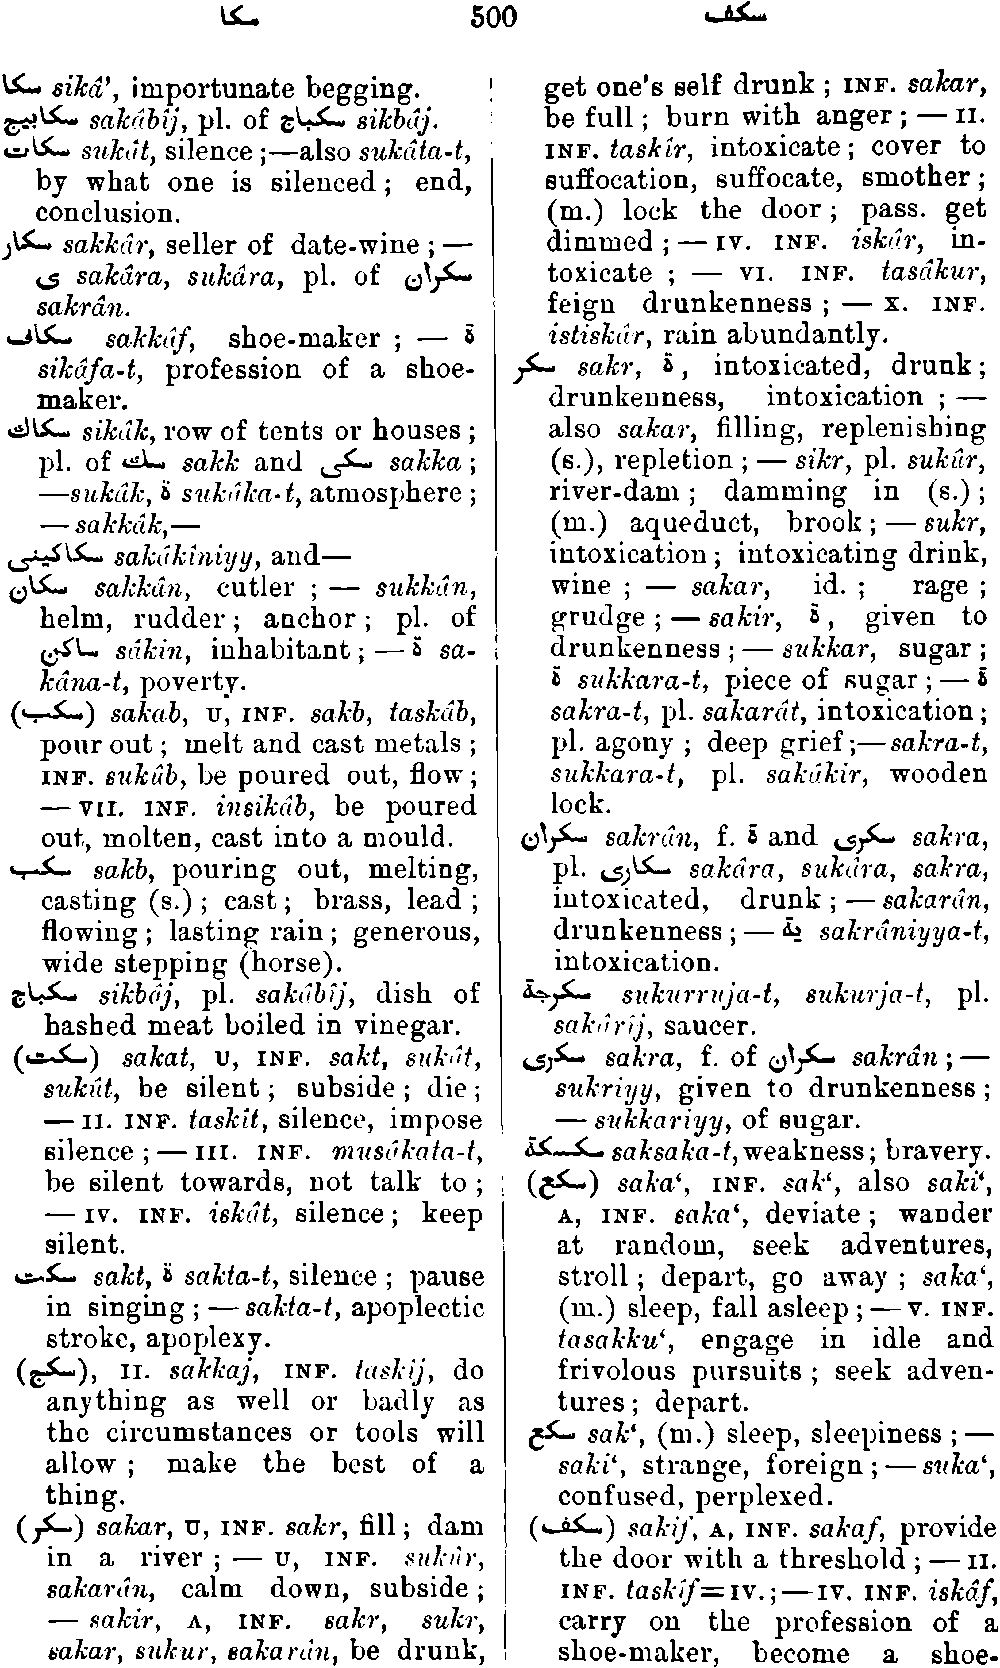 سكا 500 سكف
سكا sikâ’, importunate begging.
سكابيج sakâbîj, pl. of سكباج sikbâj.
سكات sukât, silence ;—also sukâta-t,
by what one is silenced ; end,
conclusion.
سكار sakkâr, seller of date-wine ; —
ى sakâra, sukâra, pl. of سكران
sakrân.
سكاف sakkâf, shoe-maker ; — ة
sikâfa-t, profession of a shoe-
maker.
سكاك sikâk, row of tents or houses ;
pl. of سك sakk and سكى sakka ;
—sukâk, ة sukâka-t, atmosphere ;
— sakkâk,—
سكاكينى sakâkîniyy, and—
سكان sakkân, cutler ; — sukkân,
helm, rudder ; anchor ; pl. of
ساكن sâkin, inhabitant ; — ة sa-
kâna-t, poverty.
(سكب) sakab, U, INF. sakb, taskâb,
pour out ; melt and cast metals ;
INF. sukûb, be poured out, flow ;
— VII. INF. insikâb, be poured
out, molten, cast into a mould.
سكب sakb, pouring out, melting,
casting (s.) ; cast ; brass, lead ;
flowing ; lasting rain ; generous,
wide stepping (horse).
سكباج sikbâj, pl. sakâbîj, dish of
hashed meat boiled in vinegar.
(سكت) sakat, U, INF. sakt, sukât,
sukût, be silent ; subside ; die ;
— II. INF. taskît, silence, impose
silence ; — III. INF. musâkata-t,
be silent towards, not talk to ;
— IV. INF. iskât, silence ; keep
silent.
سكت sakt, ة sakta-t, silence ; pause
in singing ; — sakta-t, apoplectic
stroke, apoplexy.
(سكج), II. sakkaj, INF. taskîj, do
anything as well or badly as
the circumstances or tools will
allow ; make the best of a
thing.
(سكر) sakar, U, INF. sakr, fill ; dam
in a river ; — U, INF. sukûr,
sakarân, calm down, subside ;
— sakir, A, INF. sakr, sukr,
sakar, sukur, sakarân, be drunk,
get one's self drunk ; INF. sakar,
be full ; burn with anger ; — II.
INF. taskîr, intoxicate ; cover to
suffocation, suffocate, smother ;
(m.) lock the door ; pass. get
dimmed ; — IV. INF. iskâr, in-
toxicate ; — VI. INF. tasâkur,
feign drunkenness ; — X. INF.
istiskâr, rain abundantly.
سكر sakr, ة, intoxicated, drunk ;
drunkenness, intoxication ; —
also sakar, filling, replenishing
(s.), repletion ; — sikr, pl. sukûr,
river-dam ; damming in (s.) ;
(m.) aqueduct, brook ; — sukr,
intoxication ; intoxicating drink,
wine ; — sakar, id. ; rage ;
grudge ; — sakir, ة, given to
drunkenness ; — sukkar, sugar ;
ة sukkara-t, piece of sugar ; — ة
sakra-t, pl. sakarât, intoxication ;
pl. agony ; deep grief ;—sakra-t,
sukkara-t, pl. sakâkir, wooden
lock.
سكران sakrân, f. ة and سكرى sakra,
pl. سكارى sakâra, sukâra, sakra,
intoxicated, drunk ; — sakarân,
drunkenness ; — ية sakrâniyya-t,
intoxication.
سكرجة sukurruja-t, sukurja-t, pl.
sakârij, saucer.
سكرى sakra, f. of سكران sakrân ; —
sukriyy, given to drunkenness ;
— sukkariyy, of sugar.
سكسكة saksaka-t, weakness ; bravery.
(سكع) saka‘, INF. sak‘, also saki‘,
A, INF. saka‘, deviate ; wander
at random, seek adventures,
stroll ; depart, go away ; saka‘,
(m.) sleep, fall asleep ; — V. INF.
tasakku‘, engage in idle and
frivolous pursuits ; seek adven-
tures ; depart.
سكع sak‘, (m.) sleep, sleepiness ; —
saki‘, strange, foreign ; — suka‘,
confused, perplexed.
(سكف) sakif, A, INF. sakaf, provide
the door with a threshold ; — II.
INF. taskîf=IV. ;—IV. INF. iskâf,
carry on the profession of a
shoe-maker, become a shoe-